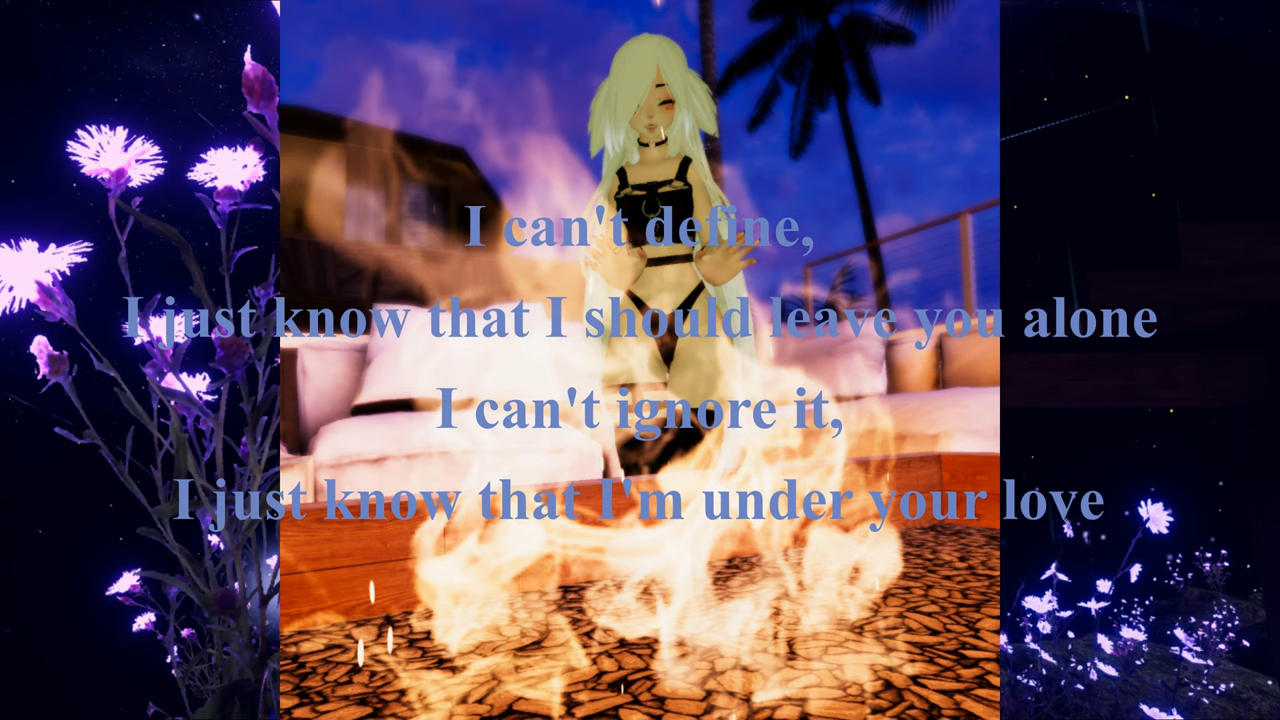 I can't define,
I just know that I should leave you alone
I can't ignore it,
I just know that I'm under your love